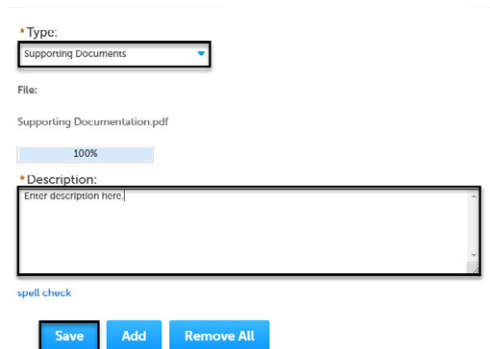 *Type:
Supporting Documents
File:
Supporting Documentation.pdf
100%
*Description:
Enter description here.
spell check
Save Add Remove All